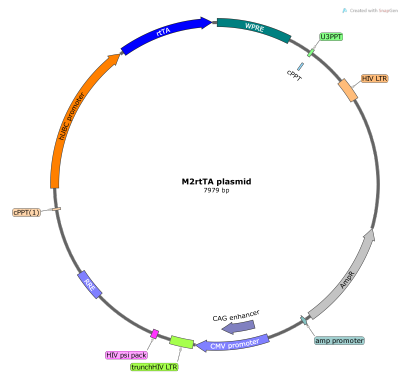 Created with Inscripta
rtTA
WPRE
U3PPT
cPPT
HIV LTR
hUBC promoter
M2rtTA plasmid
7979 bp
cPPT(1)
AmpR
RRE
CAG enhancer
amp promoter
CMV promoter
HIV psi pack
trunchHIV LTR